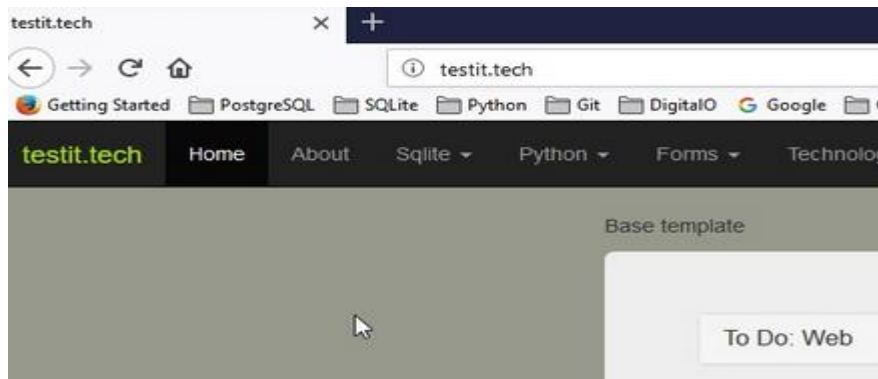 testit.tech
testit.tech
Getting Started PostgreSQL SQLite Python Git DigitalO Google
testit.tech Home About Sqlite Python Forms Technolo
Base template
To Do: Web